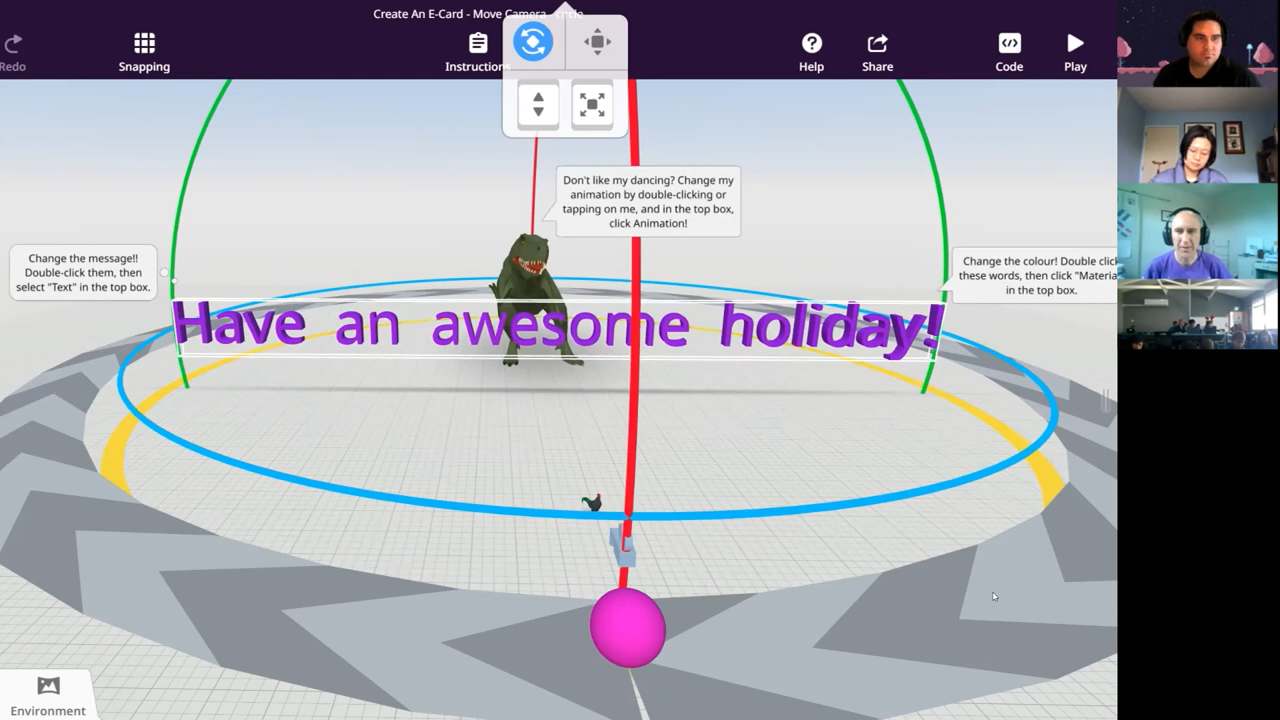 Create An E-Card - Move Camera
Redo
Snapping
Instructions
Help
Share
Code
Play
Don't like my dancing? Change my
animation by double-clicking or
tapping on me, and in the top box,
click Animation!
Change the message!!
Double-click them, then
select "Text" in the top box.
Change the colour! Double click
these words, then click "Materia
in the top box.
Have an awesome holiday!
Environment